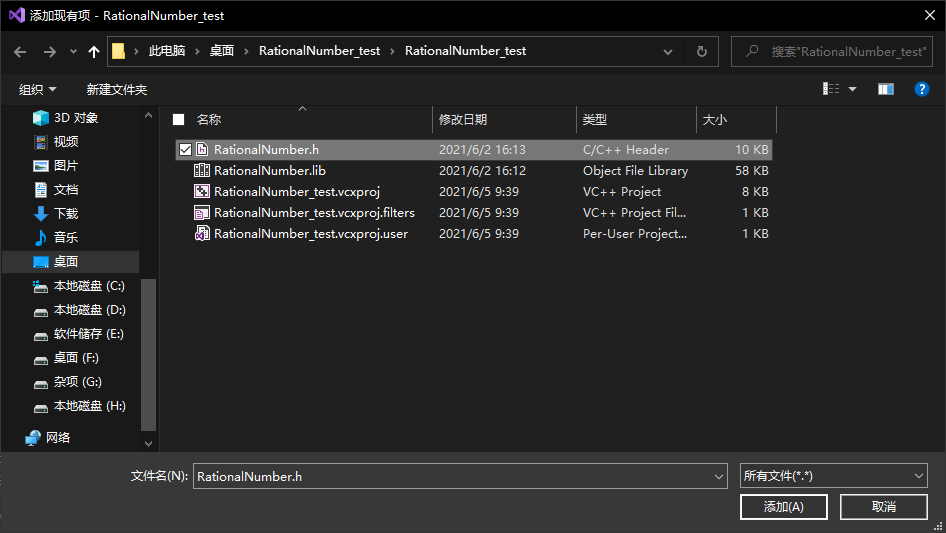 添加现有项 - RationalNumber_test
此电脑 › 桌面 › RationalNumber_test › RationalNumber_test
搜索"RationalNumber_test"
组织 新建文件夹
3D 对象
视频
图片
文档
下载
音乐
桌面
本地磁盘 (C:)
本地磁盘 (D:)
软件储存 (E:)
桌面 (F:)
杂项 (G:)
本地磁盘 (H:)
网络
名称 修改日期 类型 大小
RationalNumber.h 2021/6/2 16:13 C/C++ Header 10 KB
RationalNumber.lib 2021/6/2 16:12 Object File Library 58 KB
RationalNumber_test.vcxproj 2021/6/5 9:39 VC++ Project 8 KB
RationalNumber_test.vcxproj.filters 2021/6/5 9:39 VC++ Project Fil... 1 KB
RationalNumber_test.vcxproj.user 2021/6/5 9:39 Per-User Project... 1 KB
文件名(N): RationalNumber.h 所有文件(*.*)
添加(A) 取消